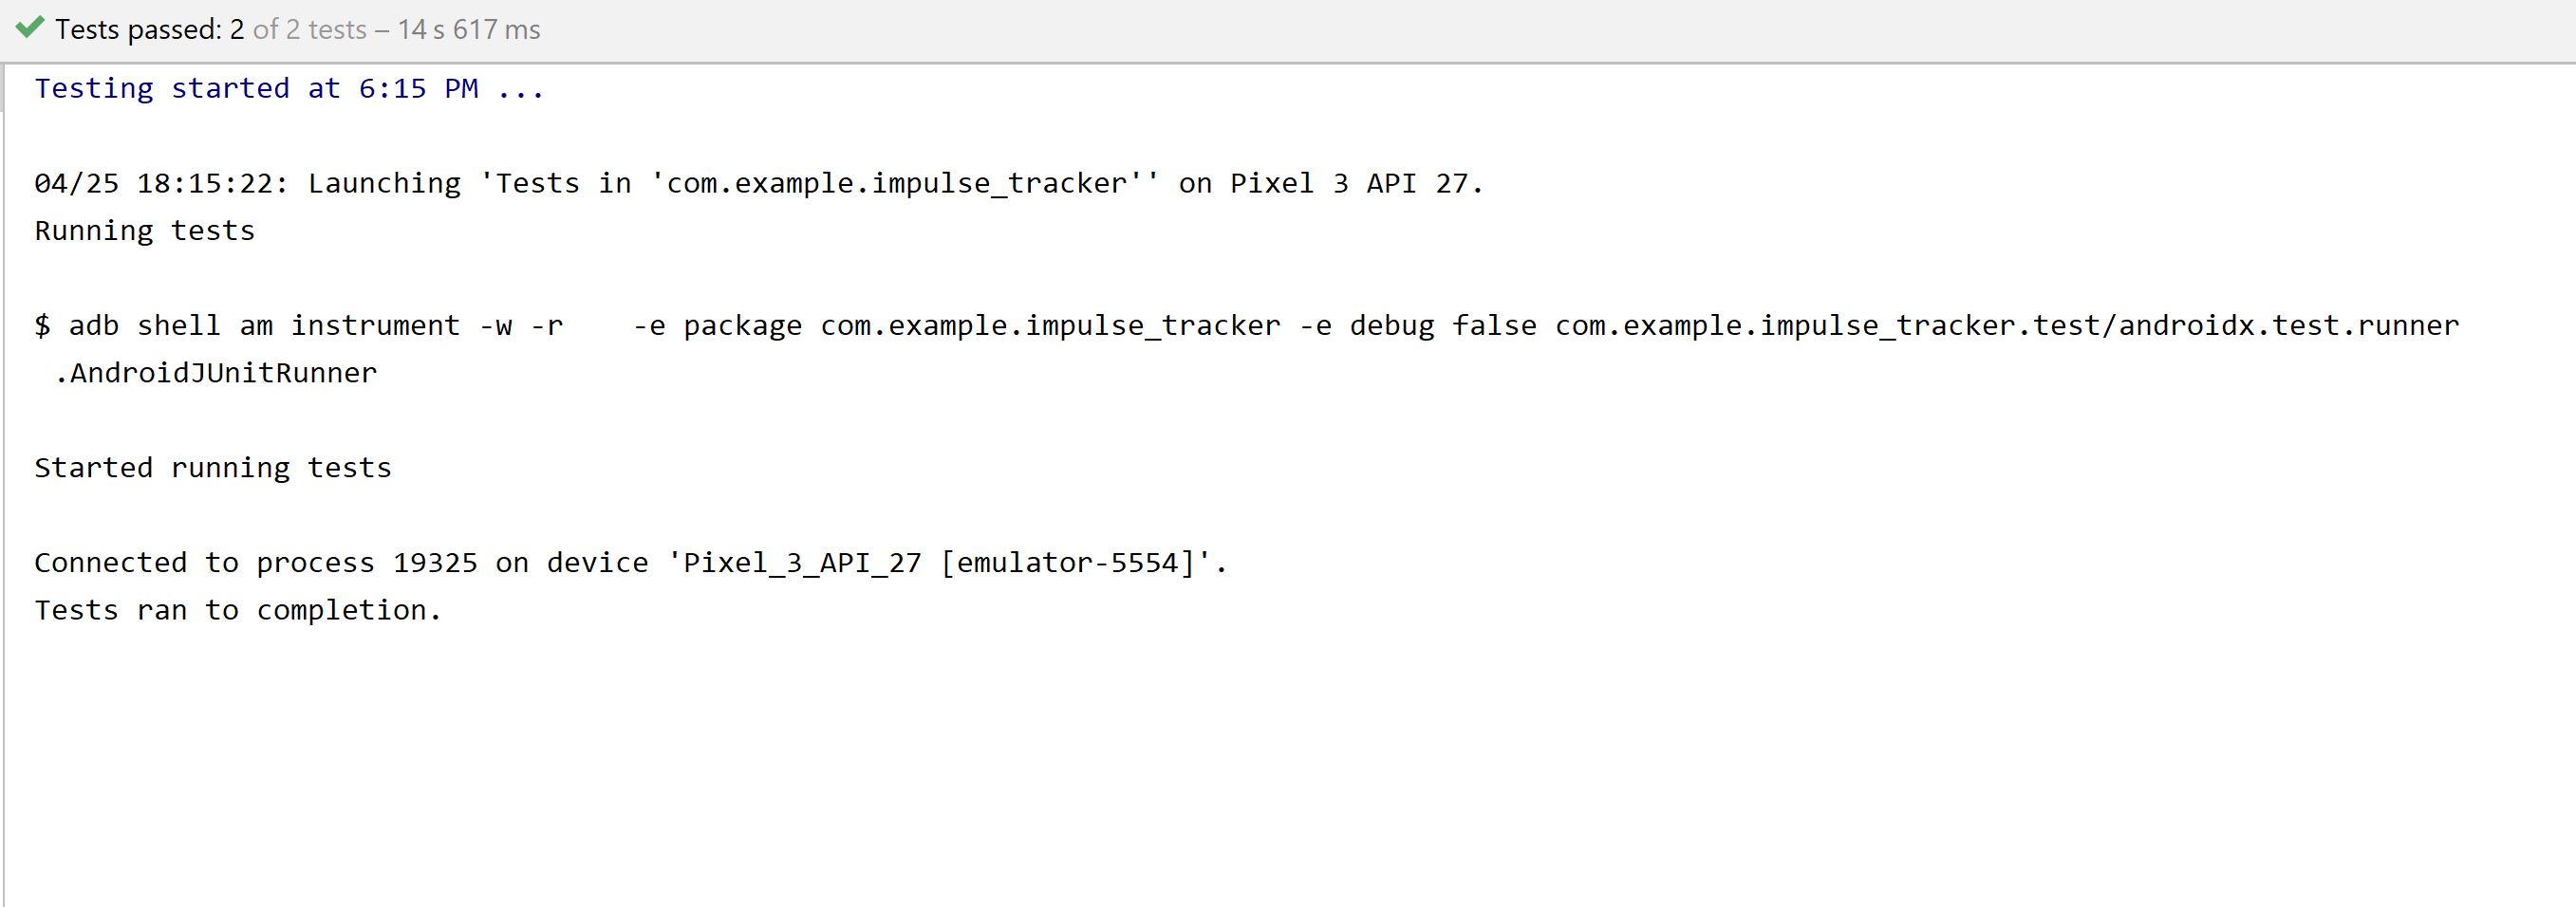 Tests passed: 2 of 2 tests – 14 s 617 ms
Testing started at 6:15 PM ...
04/25 18:15:22: Launching 'Tests in 'com.example.impulse_tracker'' on Pixel 3 API 27.
Running tests
$ adb shell am instrument -w -r    -e package com.example.impulse_tracker -e debug false com.example.impulse_tracker.test/androidx.test.runner
.AndroidJUnitRunner
Started running tests
Connected to process 19325 on device 'Pixel_3_API_27 [emulator-5554]'.
Tests ran to completion.